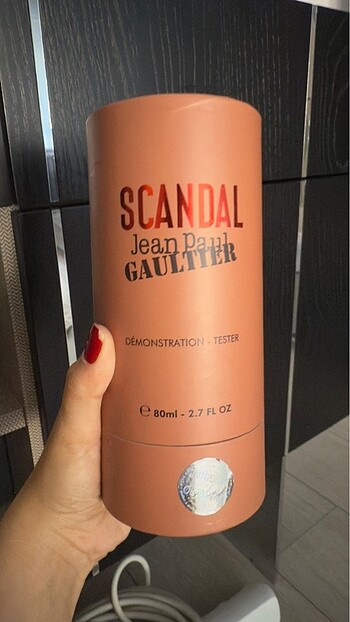 SCANDAL
Jean Paul
GAULTIER
DÉMONSTRATION - TESTER
℮ 80ml - 2.7 FL OZ